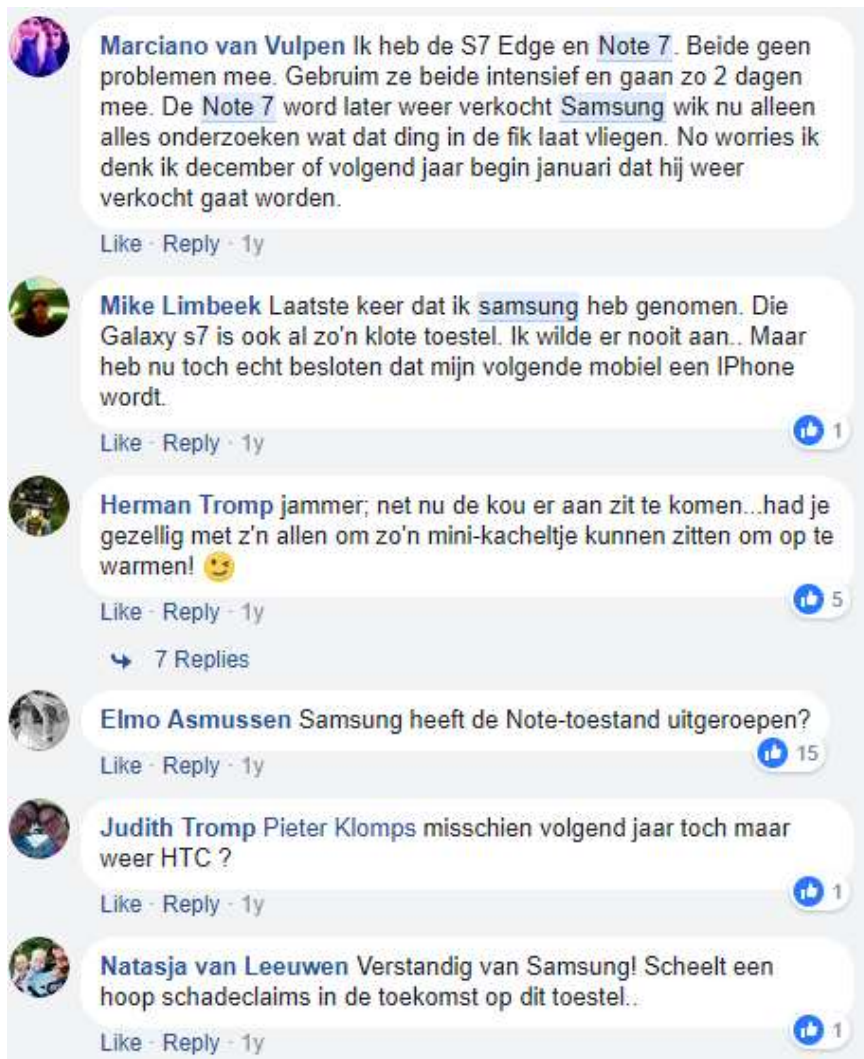 Marciano van Vulpen Ik heb de S7 Edge en Note 7. Beide geen
problemen mee. Gebruim ze beide intensief en gaan zo 2 dagen
mee. De Note 7 word later weer verkocht Samsung wik nu alleen
alles onderzoeken wat dat ding in de fik laat vliegen. No worries ik
denk ik december of volgend jaar begin januari dat hij weer
verkocht gaat worden.
Like · Reply · 1y
Mike Limbeek Laatste keer dat ik samsung heb genomen. Die
Galaxy s7 is ook al zo'n klote toestel. Ik wilde er nooit aan.. Maar
heb nu toch echt besloten dat mijn volgende mobiel een IPhone
wordt.
1
Like · Reply · 1y
Herman Tromp jammer; net nu de kou er aan zit te komen...had je
gezellig met z'n allen om zo'n mini-kacheltje kunnen zitten om op te
warmen! 😉
5
Like · Reply · 1y
7 Replies
Elmo Asmussen Samsung heeft de Note-toestand uitgeroepen?
15
Like · Reply · 1y
Judith Tromp Pieter Klomps misschien volgend jaar toch maar
weer HTC ?
1
Like · Reply · 1y
Natasja van Leeuwen Verstandig van Samsung! Scheelt een
hoop schadeclaims in de toekomst op dit toestel..
1
Like · Reply · 1y